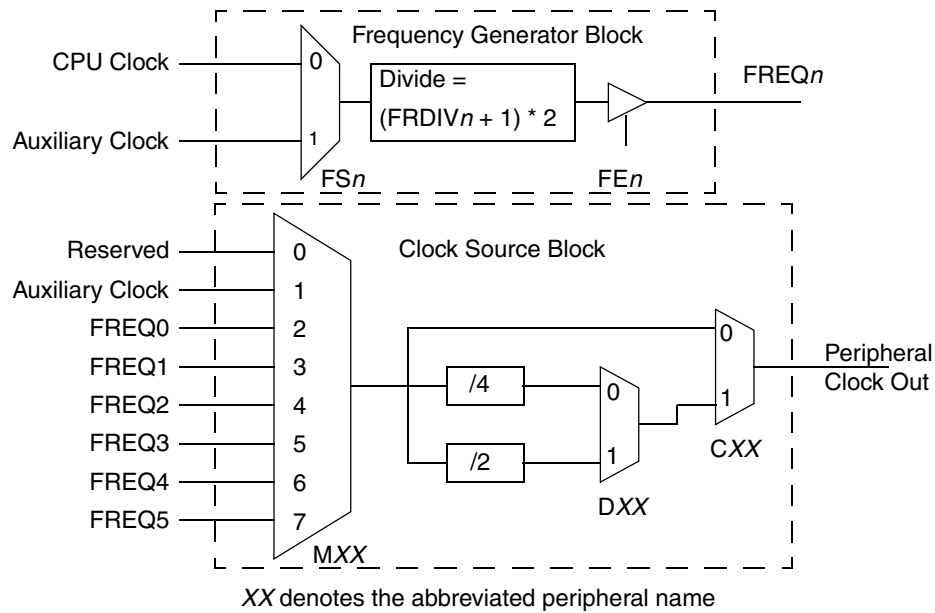 Frequency Generator Block
CPU Clock
0
Divide =
(FRDIVn + 1) * 2
FREQn
Auxiliary Clock
1
FSn
FEn
Clock Source Block
Reserved
0
Auxiliary Clock
1
FREQ0
2
FREQ1
3
FREQ2
4
FREQ3
5
FREQ4
6
FREQ5
7
MXX
/4
/2
0
1
DXX
0
1
CXX
Peripheral
Clock Out
XX denotes the abbreviated peripheral name